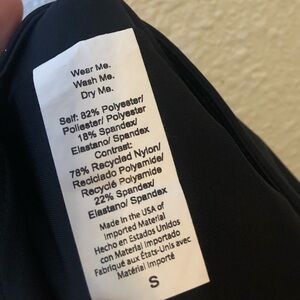 Wear Me.
Wash Me.
Dry Me.
Self: 82% Polyester/
Poliester/ Polyester
18% Spandex/
Elastano/ Spandex
Contrast:
78% Recycled Nylon/
Reciclado Polyamide/
Recyclé Polyamide
22% Spandex/
Elastano/ Spandex
Made in the USA of
Imported Material
Hecho en Estados Unidos
con Material Importado
Fabriqué aux États-Unis avec
Matérial Importé
S